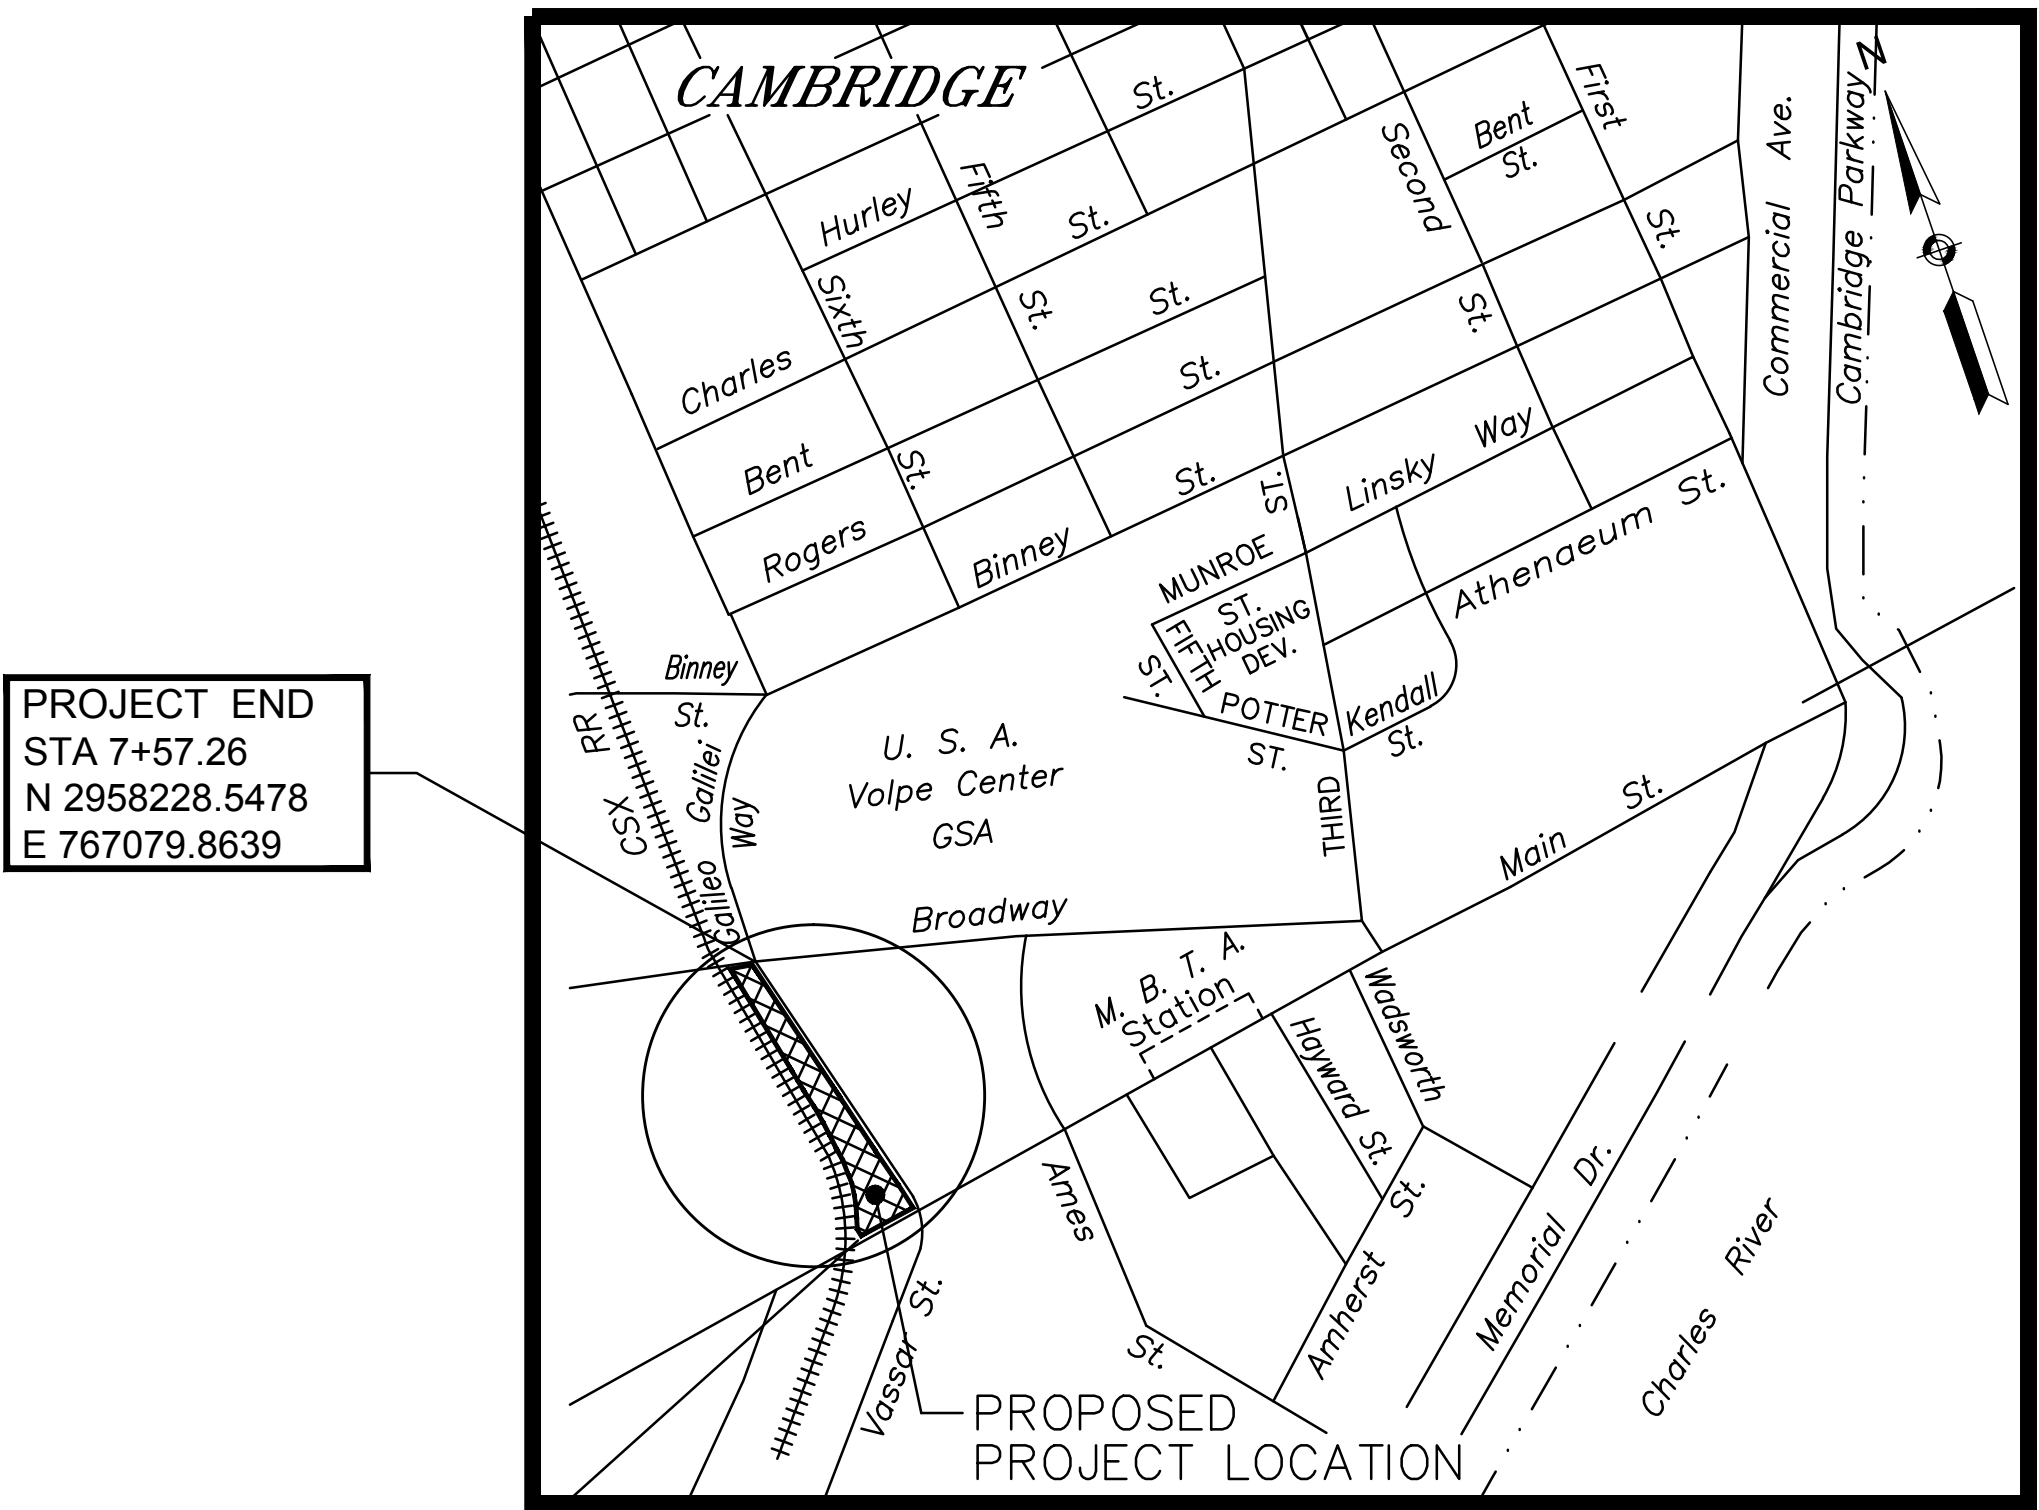 CAMBRIDGE
N
First
St.
Second
St.
Bent
St.
Commercial Ave.
Cambridge Parkway
St.
Hurley
Fifth
St.
St.
Sixth
St.
Charles
St.
Bent
St.
Rogers
St.
Binney
ST.
Linsky Way
MUNROE
ST.
HOUSING
DEV.
FIFTH
ST.
Athenaeum St.
Binney
St.
RR
CSX
Galileo Galilei
Way
U. S. A.
Volpe Center
GSA
POTTER
ST.
Kendall
St.
THIRD
PROJECT END
STA 7+57.26
N 2958228.5478
E 767079.8639
Main St.
Broadway
M. B. T. A.
Station
Wadsworth
Hayward St.
Ames
St.
Amherst St.
Memorial Dr.
Charles River
Vassar St.
PROPOSED
PROJECT LOCATION